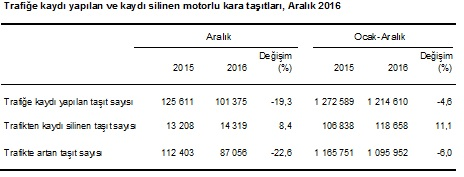 Trafiğe kaydı yapılan ve kaydı silinen motorlu kara taşıtları, Aralık 2016
Aralık Ocak-Aralık
2015 2016 Değişim (%) 2015 2016 Değişim (%)
Trafiğe kaydı yapılan taşıt sayısı 125 611 101 375 -19,3 1 272 589 1 214 610 -4,6
Trafikten kaydı silinen taşıt sayısı 13 208 14 319 8,4 106 838 118 658 11,1
Trafikte artan taşıt sayısı 112 403 87 056 -22,6 1 165 751 1 095 952 -6,0